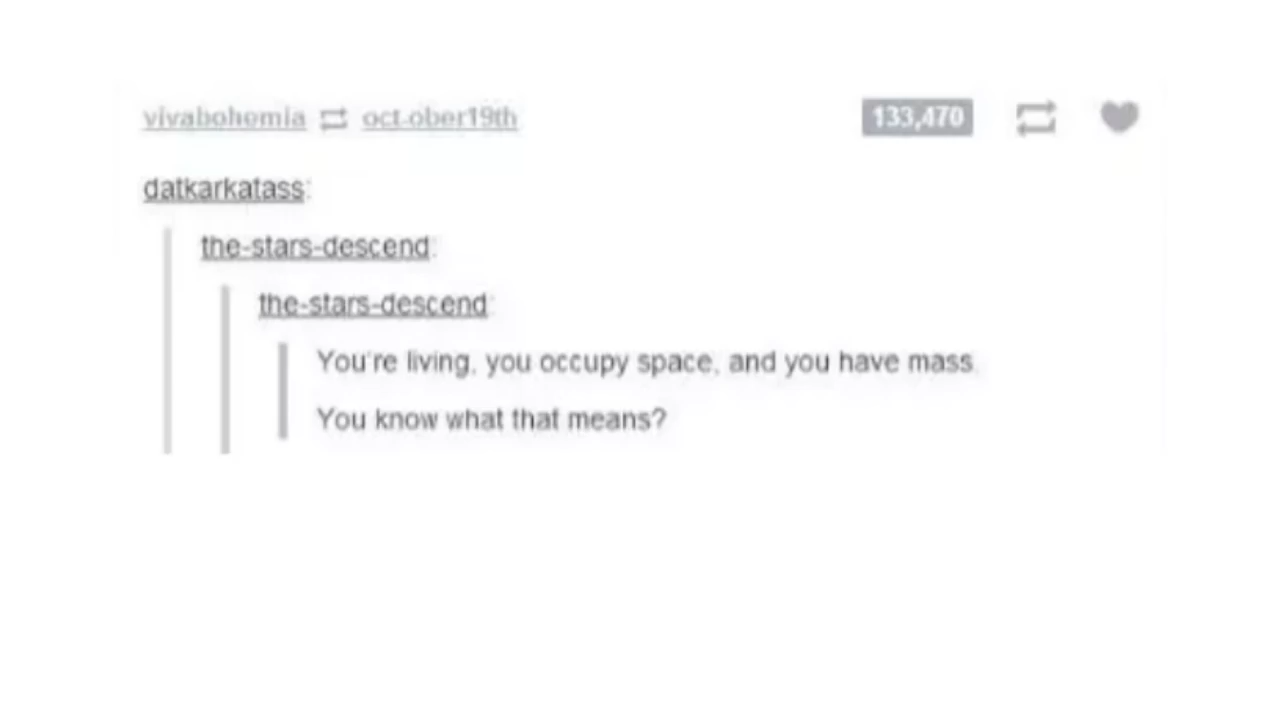 vivabohemia oct-ober19th 133,470
datkarkatass:
the-stars-descend:
the-stars-descend:
You're living, you occupy space, and you have mass.
You know what that means?